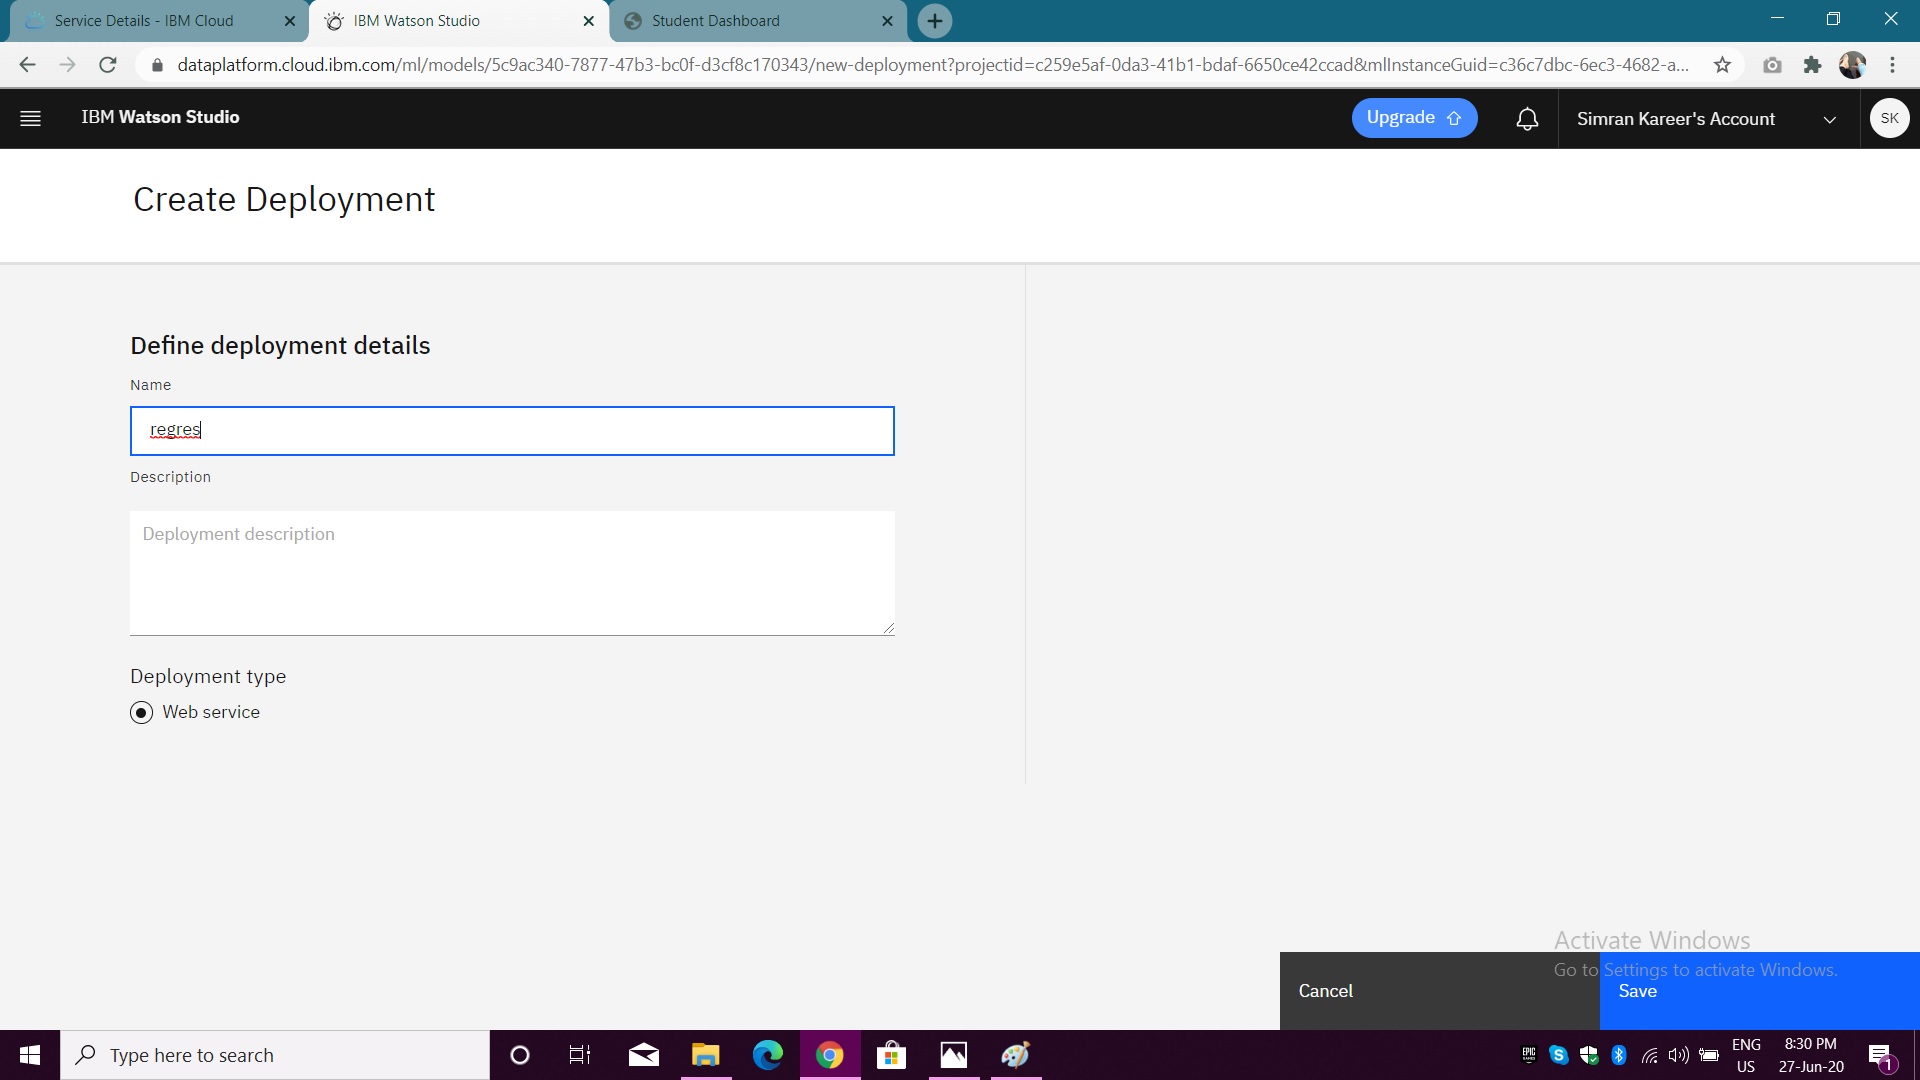 Service Details - IBM Cloud
IBM Watson Studio
Student Dashboard
dataplatform.cloud.ibm.com/ml/models/5c9ac340-7877-47b3-bc0f-d3cf8c170343/new-deployment?projectid=c259e5af-0da3-41b1-bdaf-6650ce42ccad&mlInstanceGuid=c36c7dbc-6ec3-4682-a...
IBM Watson Studio
Upgrade
Simran Kareer's Account
SK
Create Deployment
Define deployment details
Name
regres
Description
Deployment description
Deployment type
Web service
Activate Windows
Go to Settings to activate Windows.
Cancel
Save
Type here to search
EPIC
ENG
US
8:30 PM
27-Jun-20
1